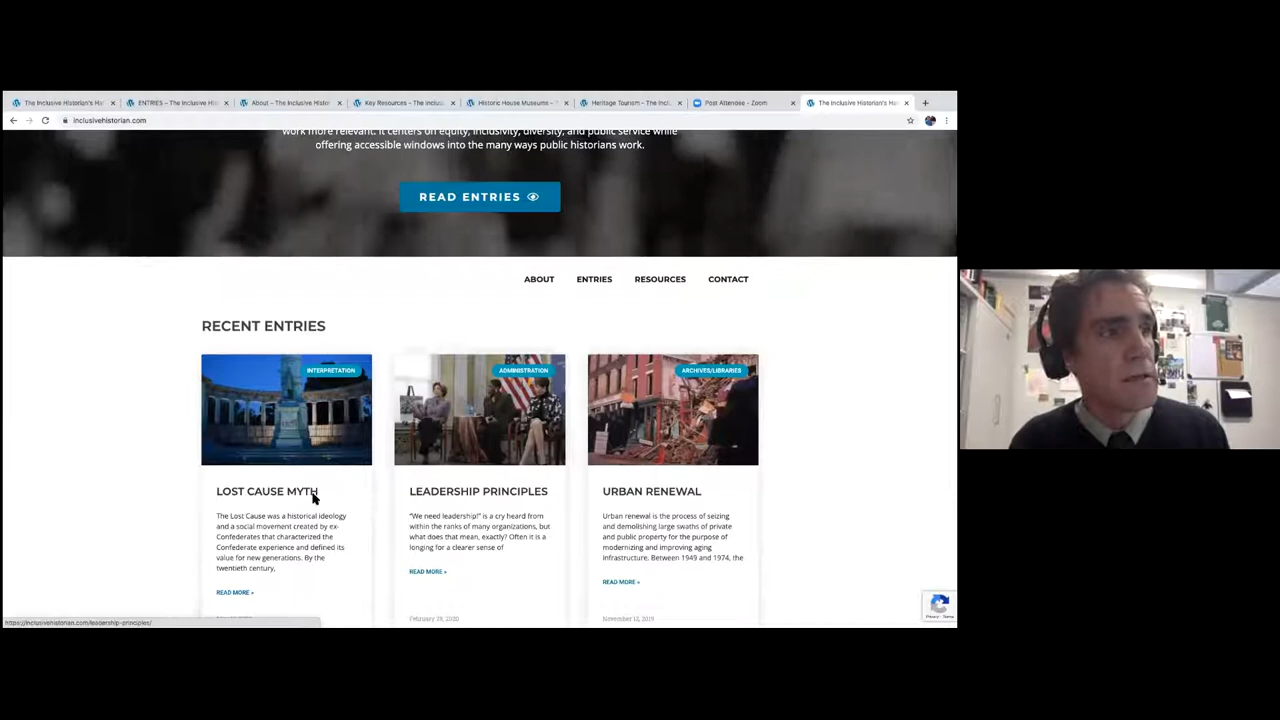 The Inclusive Historian's Ha
ENTRIES – The Inclusive His
About – The Inclusive Histor
Key Resources – The Inclusi
Historic House Museums – T
Heritage Tourism – The Incl
Post Attendee - Zoom
The Inclusive Historian's Ha
inclusivehistorian.com
work more relevant. It centers on equity, inclusivity, diversity, and public service while
offering accessible windows into the many ways public historians work.
READ ENTRIES
ABOUT ENTRIES RESOURCES CONTACT
RECENT ENTRIES
INTERPRETATION
LOST CAUSE MYTH
The Lost Cause was a historical ideology
and a social movement created by ex-
Confederates that characterized the
Confederate experience and defined its
value for new generations. By the
twentieth century,
READ MORE »
ADMINISTRATION
LEADERSHIP PRINCIPLES
"We need leadership!" is a cry heard from
within the ranks of many organizations, but
what does that mean, exactly? Often it is a
longing for a clearer sense of
READ MORE »
February 28, 2020
ARCHIVES/LIBRARIES
URBAN RENEWAL
Urban renewal is the process of seizing
and demolishing large swaths of private
and public property for the purpose of
modernizing and improving aging
infrastructure. Between 1949 and 1974, the
READ MORE »
November 12, 2019
Privacy - Terms
https://inclusivehistorian.com/leadership-principles/